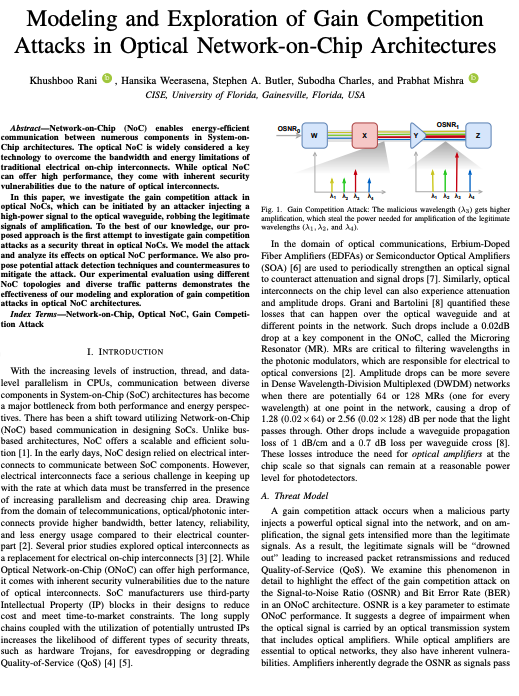 Modeling and Exploration of Gain Competition
Attacks in Optical Network-on-Chip Architectures
Khushboo Rani, Hansika Weerasena, Stephen A. Butler, Subodha Charles, and Prabhat Mishra
CISE, University of Florida, Gainesville, Florida, USA
Abstract—Network-on-Chip (NoC) enables energy-efficient
communication between numerous components in System-on-
Chip architectures. The optical NoC is widely considered a key
technology to overcome the bandwidth and energy limitations of
traditional electrical on-chip interconnects. While optical NoC
can offer high performance, they come with inherent security
vulnerabilities due to the nature of optical interconnects.
In this paper, we investigate the gain competition attack in
optical NoCs, which can be initiated by an attacker injecting a
high-power signal to the optical waveguide, robbing the legitimate
signals of amplification. To the best of our knowledge, our pro-
posed approach is the first attempt to investigate gain competition
attacks as a security threat in optical NoCs. We model the attack
and analyze its effects on optical NoC performance. We also pro-
pose potential attack detection techniques and countermeasures to
mitigate the attack. Our experimental evaluation using different
NoC topologies and diverse traffic patterns demonstrates the
effectiveness of our modeling and exploration of gain competition
attacks in optical NoC architectures.
Index Terms—Network-on-Chip, Optical NoC, Gain Competi-
tion Attack
I. INTRODUCTION
With the increasing levels of instruction, thread, and data-
level parallelism in CPUs, communication between diverse
components in System-on-Chip (SoC) architectures has become
a major bottleneck from both performance and energy perspec-
tives. There has been a shift toward utilizing Network-on-Chip
(NoC) based communication in designing SoCs. Unlike bus-
based architectures, NoC offers a scalable and efficient solu-
tion [1]. In the early days, NoC design relied on electrical inter-
connects to communicate between SoC components. However,
electrical interconnects face a serious challenge in keeping up
with the rate at which data must be transferred in the presence
of increasing parallelism and decreasing chip area. Drawing
from the domain of telecommunications, optical/photonic inter-
connects provide higher bandwidth, better latency, reliability,
and less energy usage compared to their electrical counter-
part [2]. Several prior studies explored optical interconnects as
a replacement for electrical on-chip interconnects [3] [2]. While
Optical Network-on-Chip (ONoC) can offer high performance,
it comes with inherent security vulnerabilities due to the nature
of optical interconnects. SoC manufacturers use third-party
Intellectual Property (IP) blocks in their designs to reduce
cost and meet time-to-market constraints. The long supply
chains coupled with the utilization of potentially untrusted IPs
increases the likelihood of different types of security threats,
such as hardware Trojans, for eavesdropping or degrading
Quality-of-Service (QoS) [4] [5].
OSNR₀ W X Y OSNR₁ Z
λ₁ λ₂ λ₃ λ₄ λ₁ λ₂ λ₃ λ₄
Fig. 1. Gain Competition Attack: The malicious wavelength (λ₃) gets higher
amplification, which steal the power needed for amplification of the legitimate
wavelengths (λ₁, λ₂, and λ₄).
In the domain of optical communications, Erbium-Doped
Fiber Amplifiers (EDFAs) or Semiconductor Optical Amplifiers
(SOA) [6] are used to periodically strengthen an optical signal
to counteract attenuation and signal drops [7]. Similarly, optical
interconnects on the chip level can also experience attenuation
and amplitude drops. Grani and Bartolini [8] quantified these
losses that can happen over the optical waveguide and at
different points in the network. Such drops include a 0.02dB
drop at a key component in the ONoC, called the Microring
Resonator (MR). MRs are critical to filtering wavelengths in
the photonic modulators, which are responsible for electrical to
optical conversions [2]. Amplitude drops can be more severe
in Dense Wavelength-Division Multiplexed (DWDM) networks
when there are potentially 64 or 128 MRs (one for every
wavelength) at one point in the network, causing a drop of
1.28 (0.02 × 64) or 2.56 (0.02 × 128) dB per node that the light
passes through. Other drops include a waveguide propagation
loss of 1 dB/cm and a 0.7 dB loss per waveguide cross [8].
These losses introduce the need for optical amplifiers at the
chip scale so that signals can remain at a reasonable power
level for photodetectors.
A. Threat Model
A gain competition attack occurs when a malicious party
injects a powerful optical signal into the network, and on am-
plification, the signal gets intensified more than the legitimate
signals. As a result, the legitimate signals will be “drowned
out” leading to increased packet retransmissions and reduced
Quality-of-Service (QoS). We examine this phenomenon in
detail to highlight the effect of the gain competition attack on
the Signal-to-Noise Ratio (OSNR) and Bit Error Rate (BER)
in an ONoC architecture. OSNR is a key parameter to estimate
ONoC performance. It suggests a degree of impairment when
the optical signal is carried by an optical transmission system
that includes optical amplifiers. While optical amplifiers are
essential to optical networks, they also have inherent vulnera-
bilities. Amplifiers inherently degrade the OSNR as signals pass